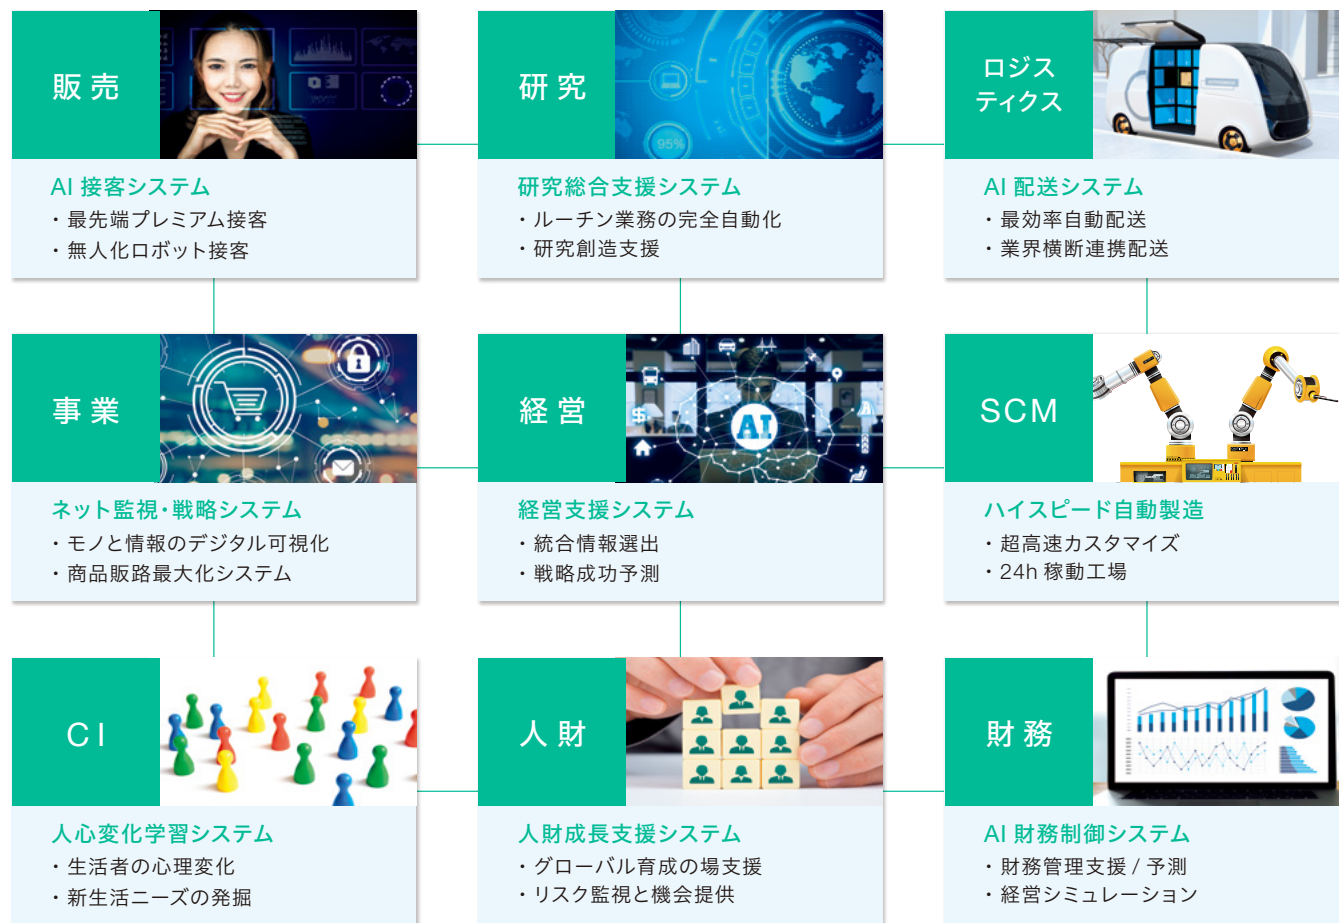 販売
AI 接客システム
・最先端プレミアム接客
・無人化ロボット接客
研究
95%
研究総合支援システム
・ルーチン業務の完全自動化
・研究創造支援
ロジス
ティクス
AI 配送システム
・最効率自動配送
・業界横断連携配送
事業
ネット監視・戦略システム
・モノと情報のデジタル可視化
・商品販路最大化システム
経営
AI
$
経営支援システム
・統合情報選出
・戦略成功予測
SCM
ハイスピード自動製造
・超高速カスタマイズ
・24h 稼動工場
CI
人心変化学習システム
・生活者の心理変化
・新生活ニーズの発掘
人財
人財成長支援システム
・グローバル育成の場支援
・リスク監視と機会提供
財務
AI 財務制御システム
・財務管理支援 / 予測
・経営シミュレーション